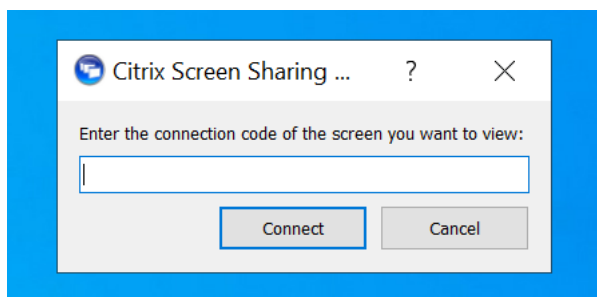 Citrix Screen Sharing ... ?
Enter the connection code of the screen you want to view:
Connect Cancel